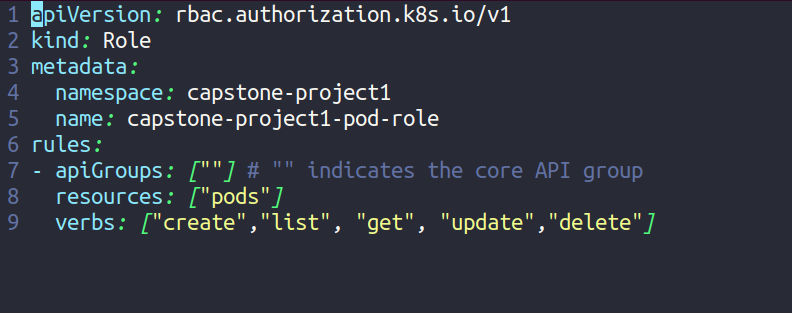 1 apiVersion: rbac.authorization.k8s.io/v1
2 kind: Role
3 metadata:
4   namespace: capstone-project1
5   name: capstone-project1-pod-role
6 rules:
7 - apiGroups: [""] # "" indicates the core API group
8   resources: ["pods"]
9   verbs: ["create","list", "get", "update","delete"]